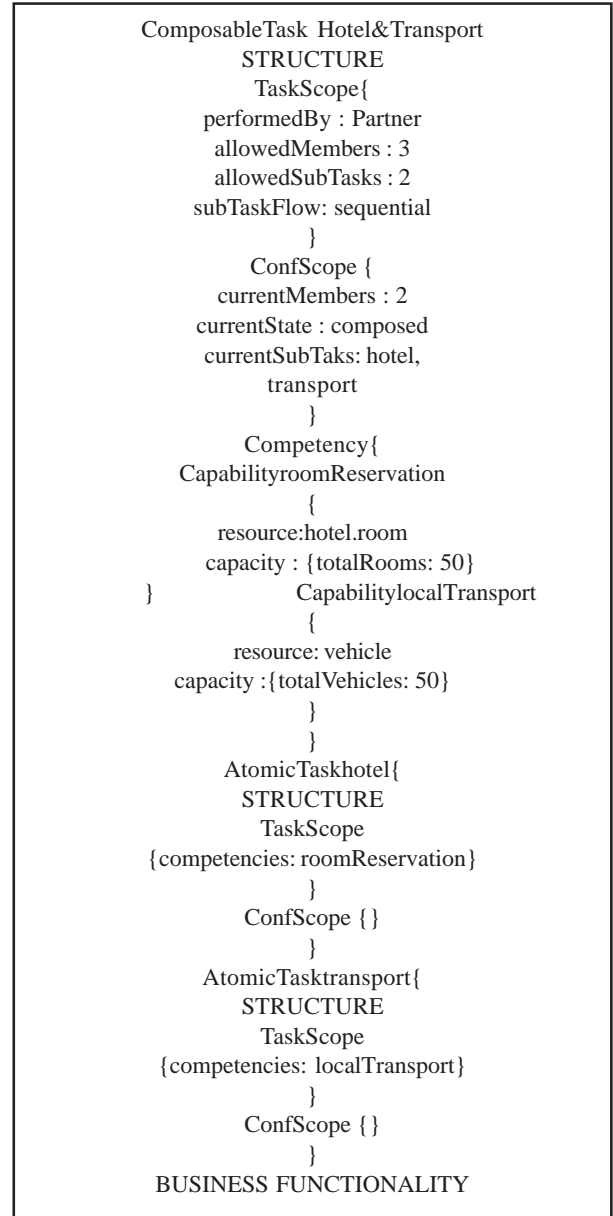 ComposableTask Hotel&Transport
STRUCTURE
TaskScope{
performedBy : Partner
allowedMembers : 3
allowedSubTasks : 2
subTaskFlow: sequential
}
ConfScope {
currentMembers : 2
currentState : composed
currentSubTaks: hotel,
transport
}
Competency{
CapabilityroomReservation
{
resource:hotel.room
capacity : {totalRooms: 50}
} CapabilitylocalTransport
{
resource: vehicle
capacity :{totalVehicles: 50}
}
}
AtomicTaskhotel{
STRUCTURE
TaskScope
{competencies: roomReservation}
}
ConfScope {}
}
AtomicTasktransport{
STRUCTURE
TaskScope
{competencies: localTransport}
}
ConfScope {}
}
BUSINESS FUNCTIONALITY